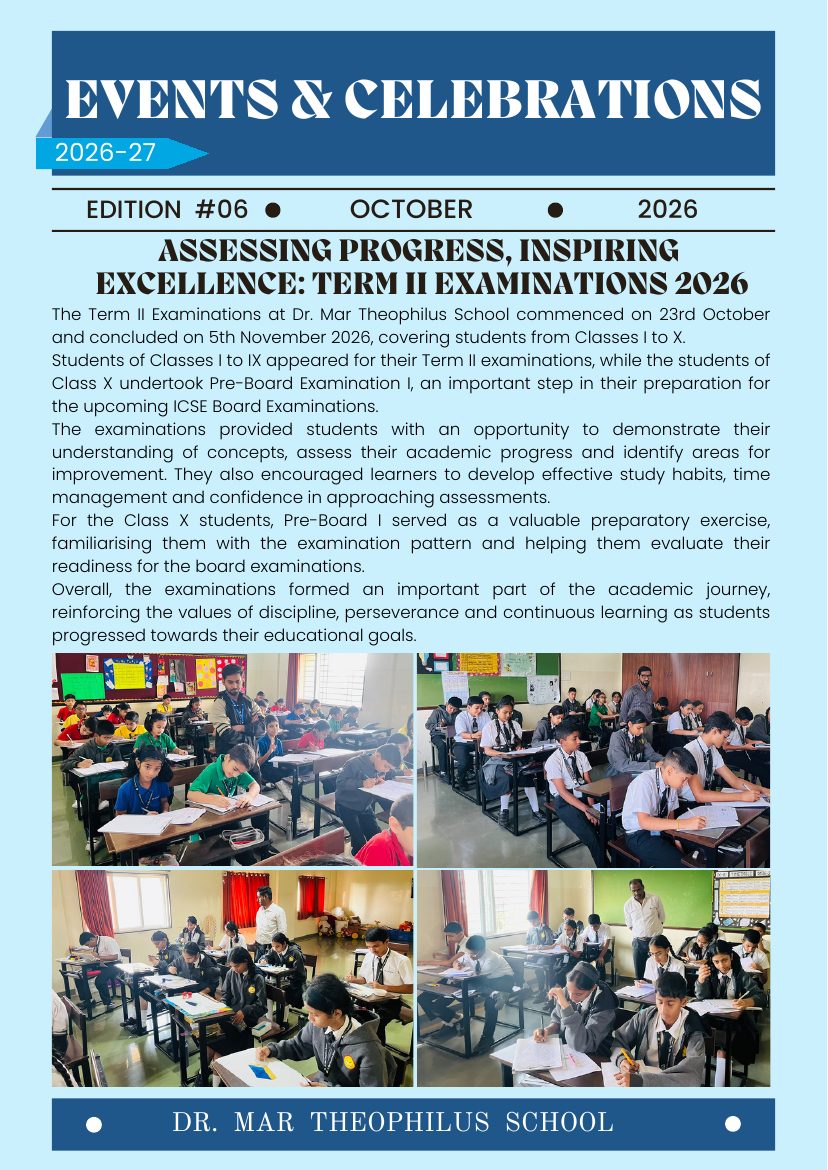 EVENTS & CELEBRATIONS
2026-27
EDITION #06 ● OCTOBER ● 2026
ASSESSING PROGRESS, INSPIRING
EXCELLENCE: TERM II EXAMINATIONS 2026
The Term II Examinations at Dr. Mar Theophilus School commenced on 23rd October
and concluded on 5th November 2026, covering students from Classes I to X.
Students of Classes I to IX appeared for their Term II examinations, while the students of
Class X undertook Pre-Board Examination I, an important step in their preparation for
the upcoming ICSE Board Examinations.
The examinations provided students with an opportunity to demonstrate their
understanding of concepts, assess their academic progress and identify areas for
improvement. They also encouraged learners to develop effective study habits, time
management and confidence in approaching assessments.
For the Class X students, Pre-Board I served as a valuable preparatory exercise,
familiarising them with the examination pattern and helping them evaluate their
readiness for the board examinations.
Overall, the examinations formed an important part of the academic journey,
reinforcing the values of discipline, perseverance and continuous learning as students
progressed towards their educational goals.
DR. MAR THEOPHILUS SCHOOL